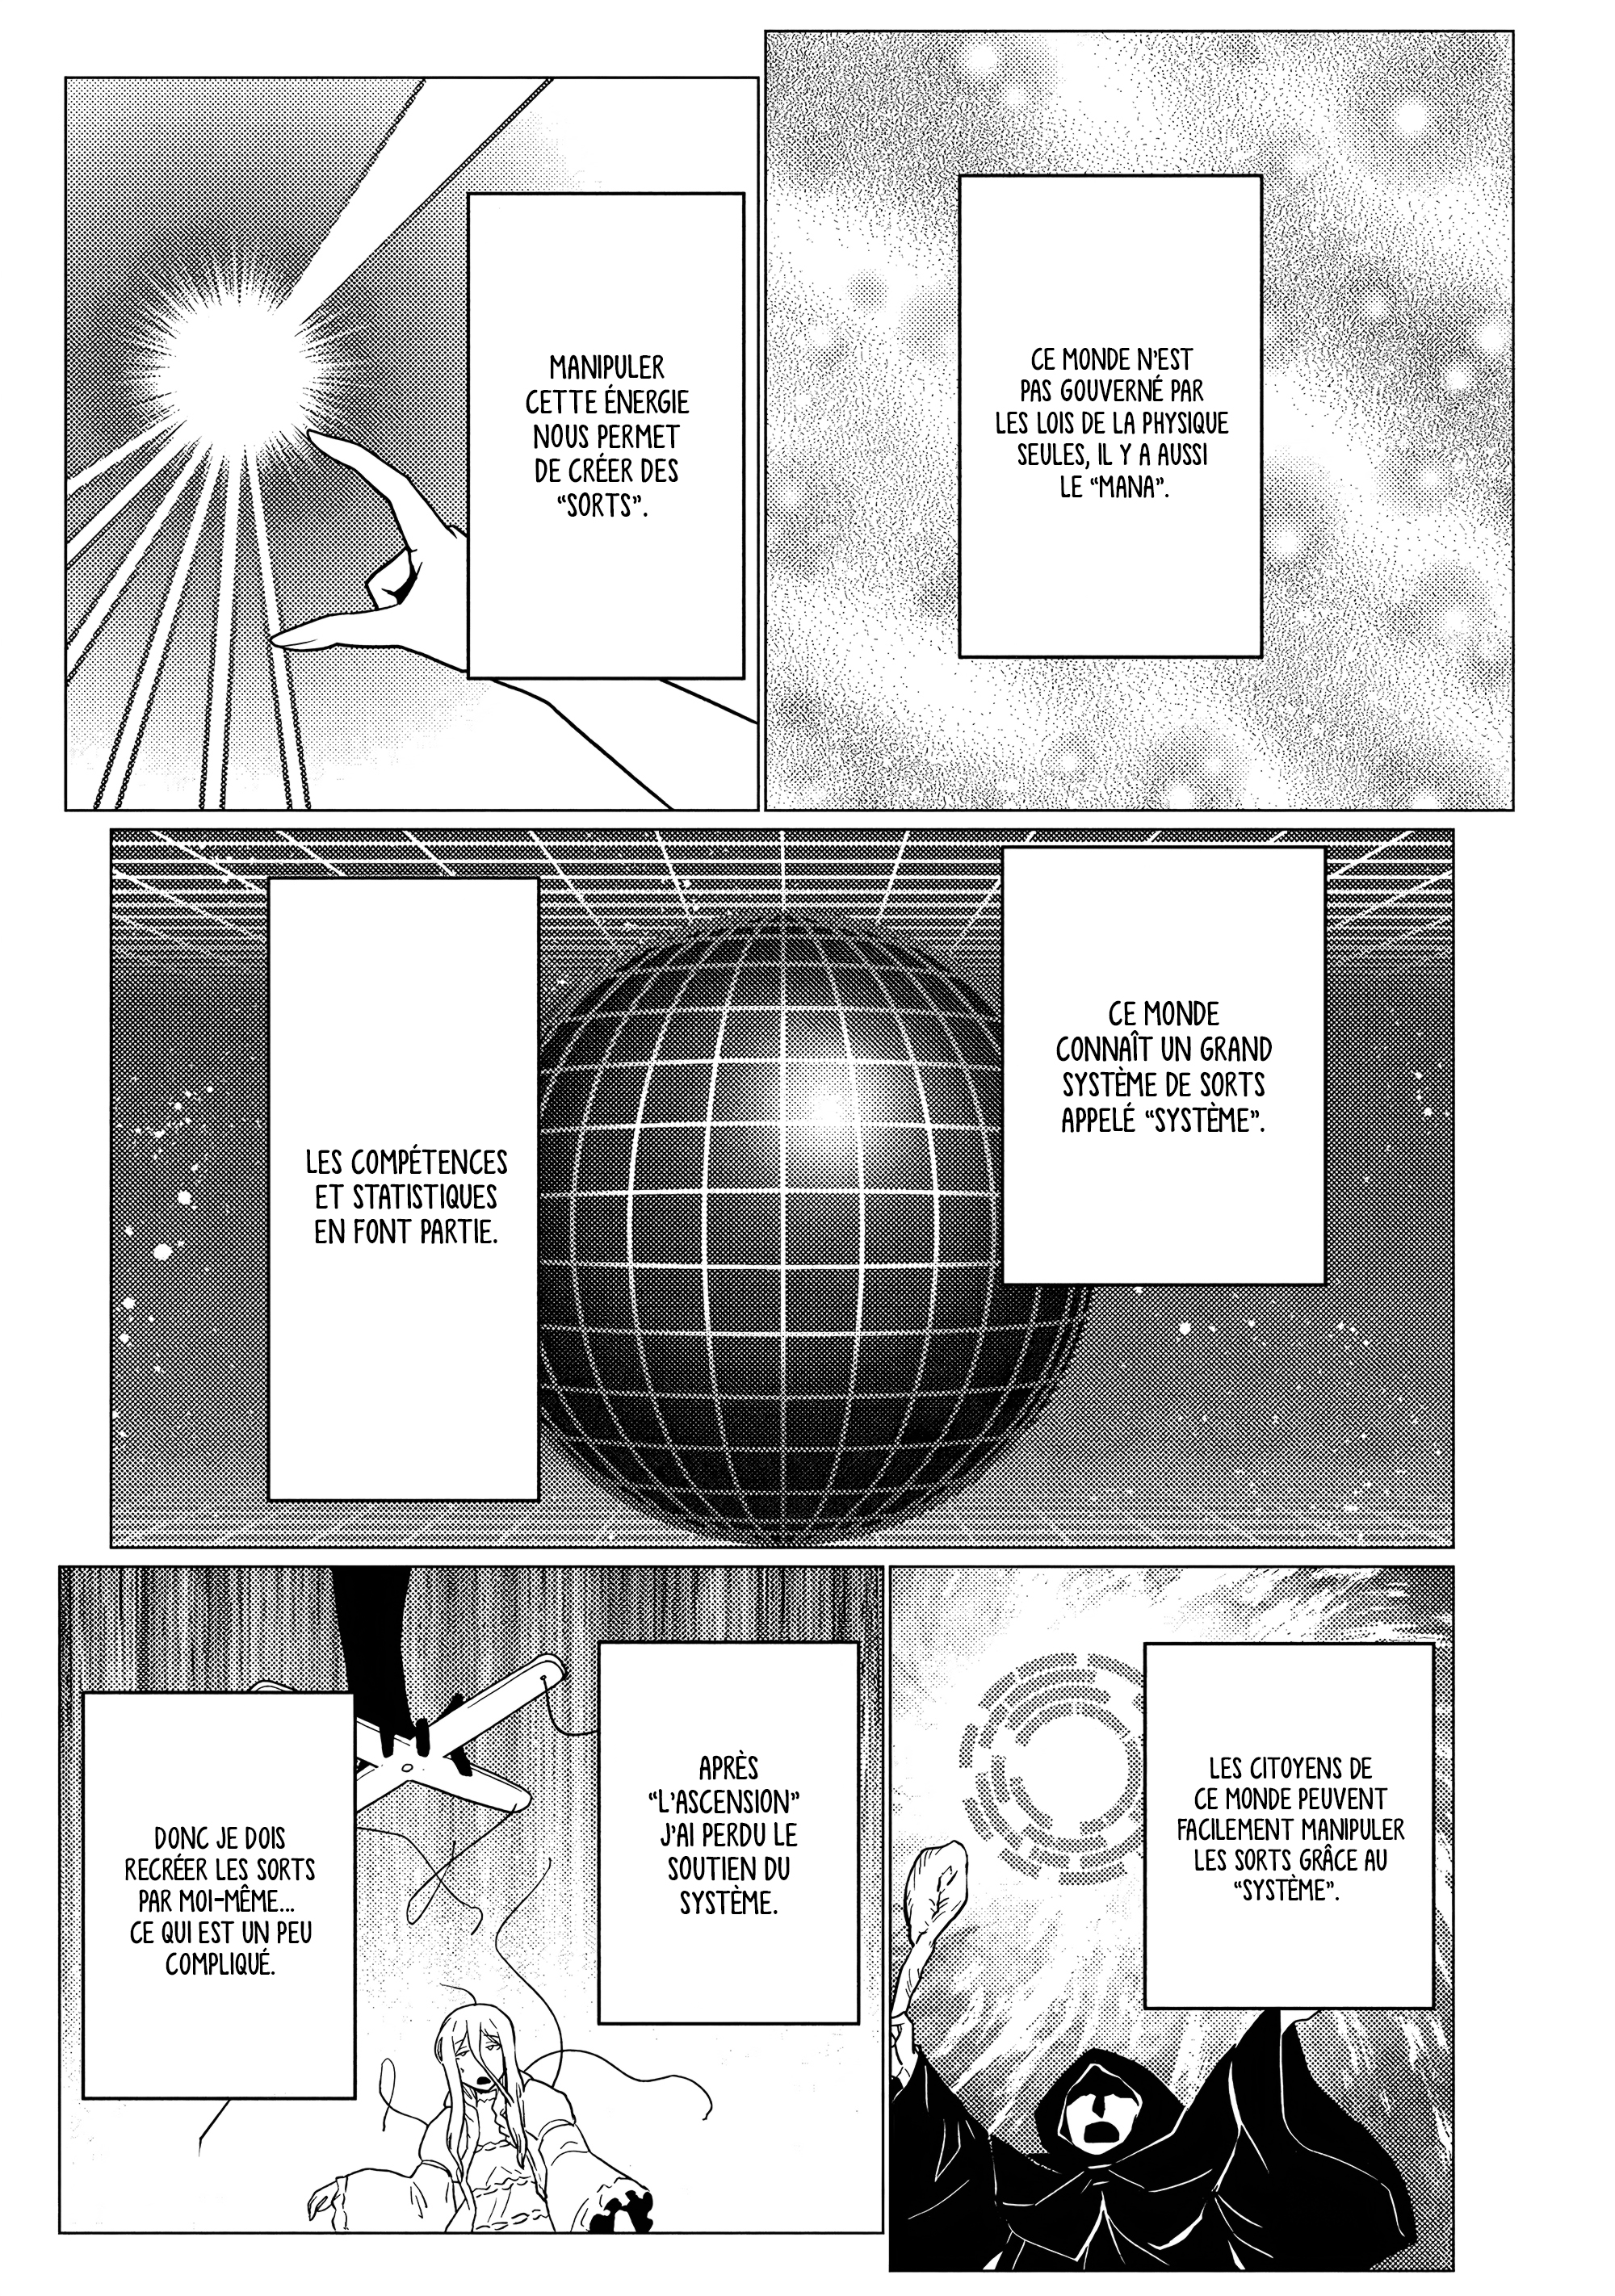 CE MONDE N'EST
PAS GOUVERNÉ PAR
LES LOIS DE LA PHYSIQUE
SEULES, IL Y A AUSSI
LE “MANA”.
MANIPULER
CETTE ÉNERGIE
NOUS PERMET
DE CRÉER DES
“SORTS”.
CE MONDE
CONNAÎT UN GRAND
SYSTÈME DE SORTS
APPELÉ “SYSTÈME”.
LES COMPÉTENCES
ET STATISTIQUES
EN FONT PARTIE.
LES CITOYENS DE
CE MONDE PEUVENT
FACILEMENT MANIPULER
LES SORTS GRÂCE AU
“SYSTÈME”.
APRÈS
“L'ASCENSION”
J'AI PERDU LE
SOUTIEN DU
SYSTÈME.
DONC JE DOIS
RECRÉER LES SORTS
PAR MOI-MÊME...
CE QUI EST UN PEU
COMPLIQUÉ.